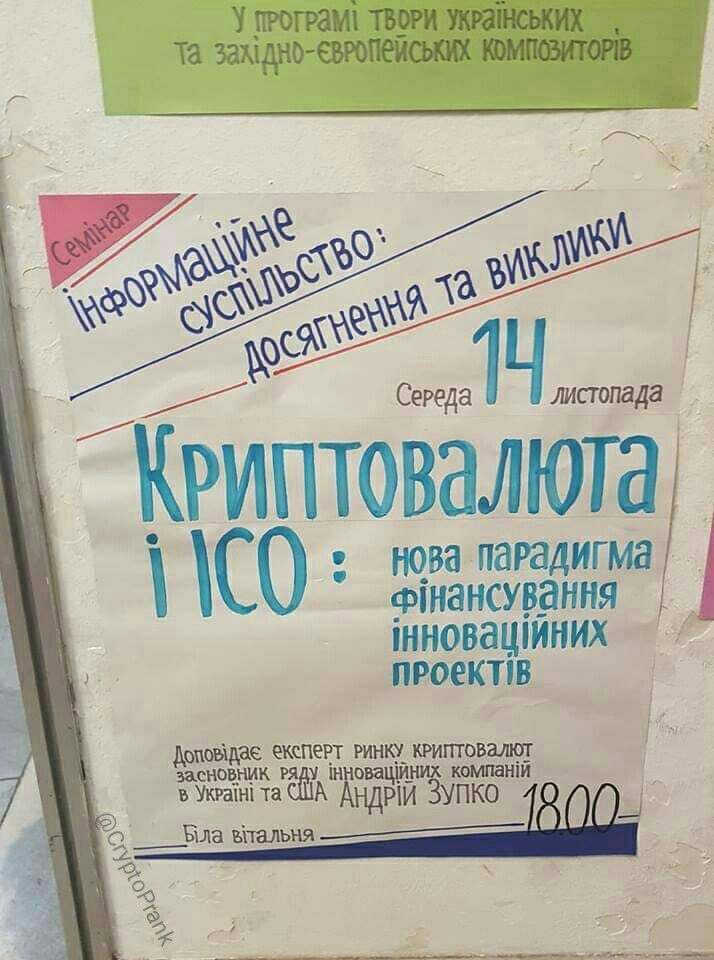 У програмі твори українських
та західно-європейських композиторів
Семінар
Інформаційне
суспільство:
досягнення та виклики
Середа 14 листопада
Криптовалюта
і ICO: нова парадигма
фінансування
інноваційних
проектів
Доповідає експерт ринку криптовалют
засновник ряду інноваційних компаній
в Україні та США Андрій Зупко
18.00
Біла вітальня
@CryptoPrank